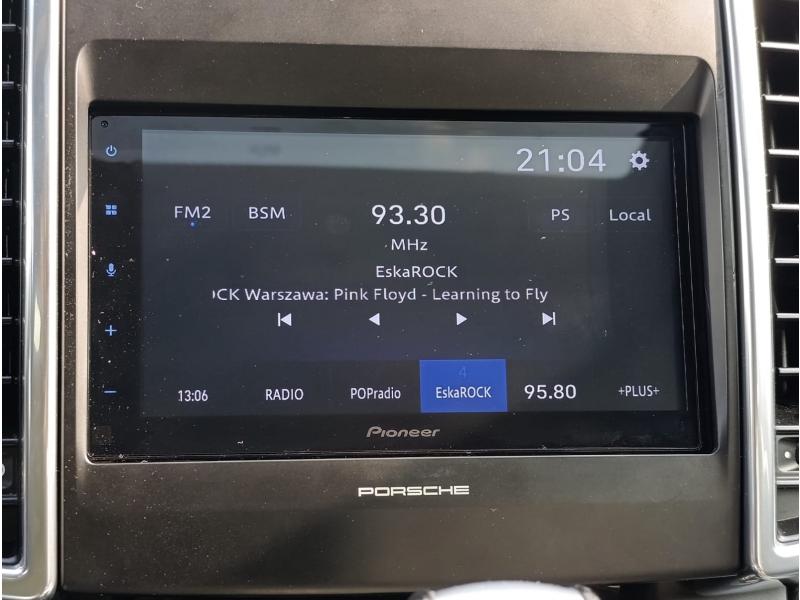 21:04
FM2 BSM 93.30 PS Local
MHz
EskaROCK
CK Warszawa: Pink Floyd - Learning to Fly
4
13:06 RADIO POPradio EskaROCK 95.80 +PLUS+
Pioneer
PORSCHE